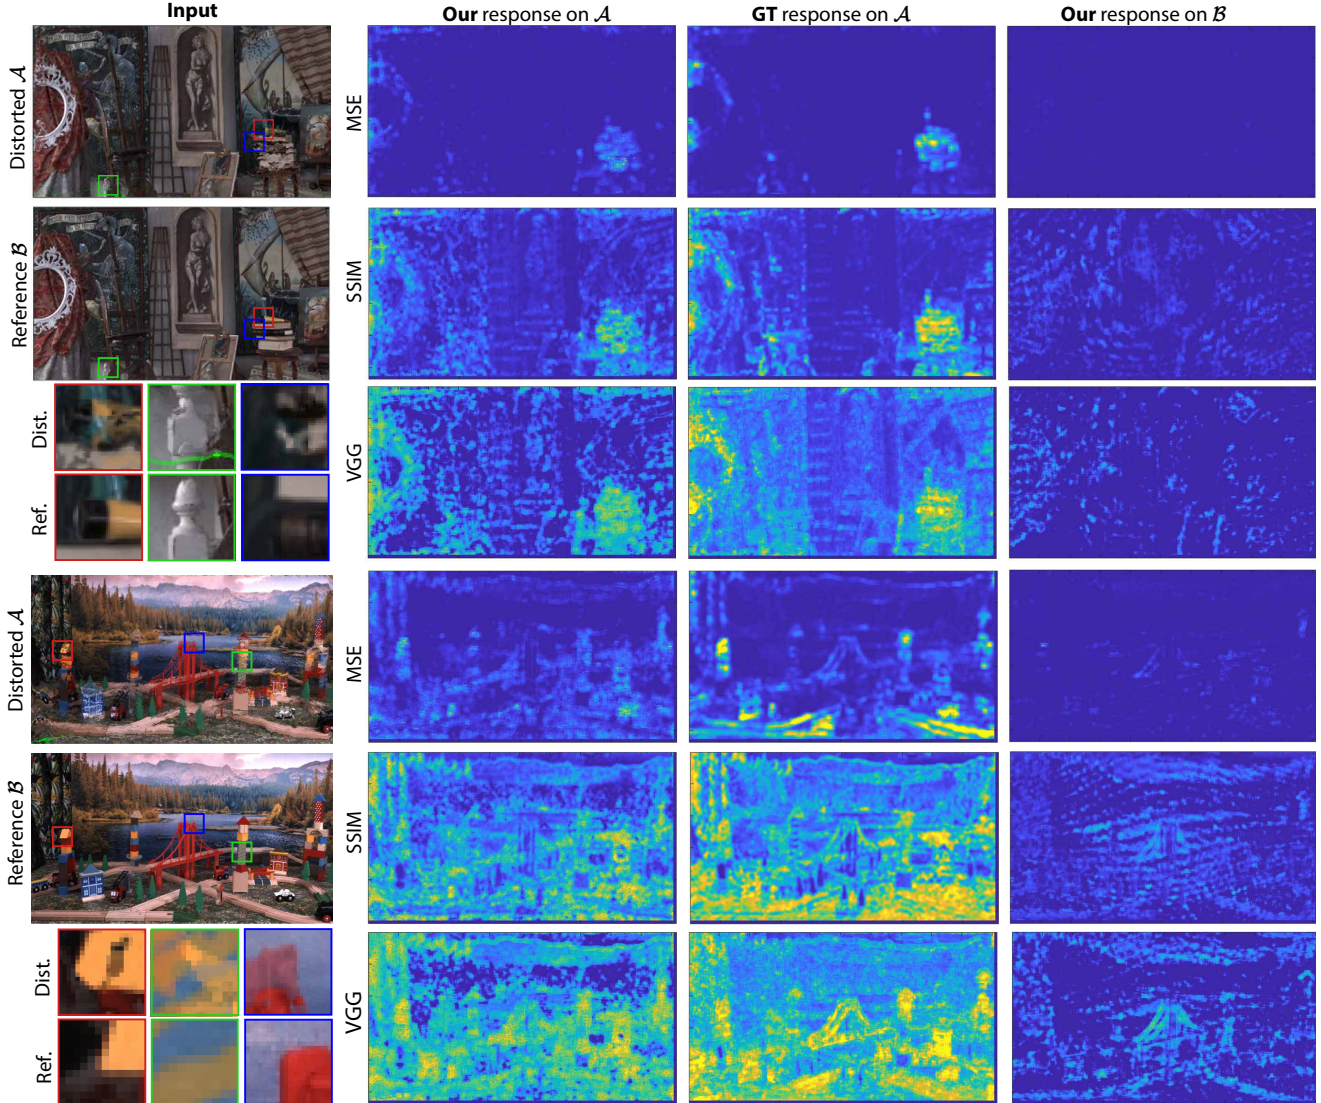 Input
Our response on 𝒜
GT response on 𝒜
Our response on ℬ
Distorted 𝒜
MSE
Reference ℬ
SSIM
Dist.
VGG
Ref.
Distorted 𝒜
MSE
Reference ℬ
SSIM
Dist.
VGG
Ref.